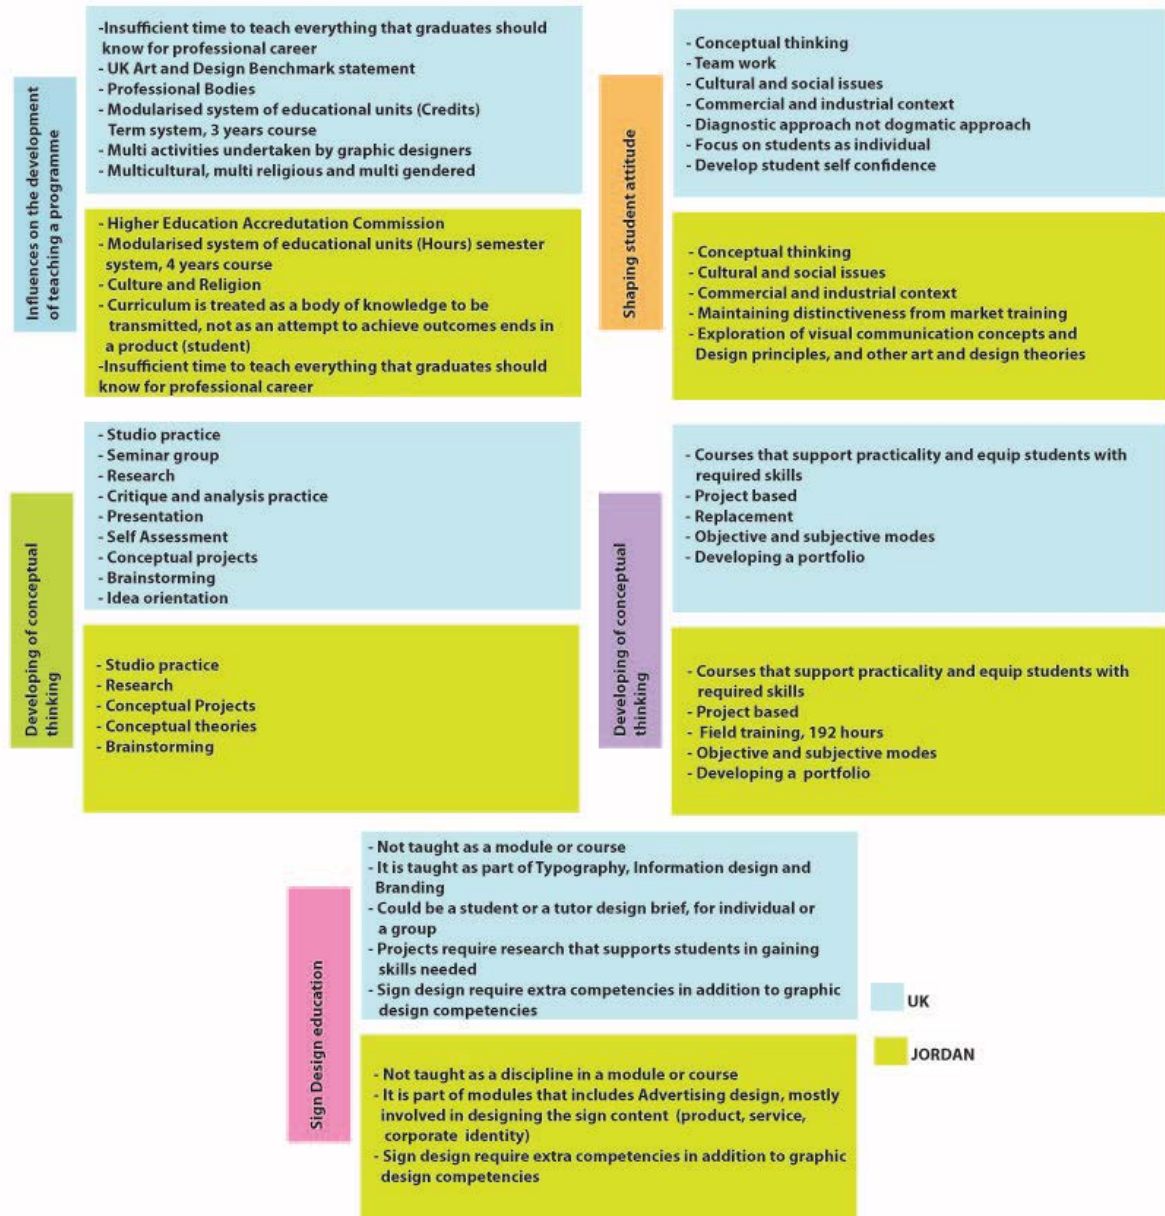 Influences on the development
of teaching a programme
-Insufficient time to teach everything that graduates should
know for professional career
- UK Art and Design Benchmark statement
- Professional Bodies
- Modularised system of educational units (Credits)
Term system, 3 years course
- Multi activities undertaken by graphic designers
- Multicultural, multi religious and multi gendered
- Higher Education Accredutation Commission
- Modularised system of educational units (Hours) semester
system, 4 years course
- Culture and Religion
- Curriculum is treated as a body of knowledge to be
transmitted, not as an attempt to achieve outcomes ends in
a product (student)
-Insufficient time to teach everything that graduates should
know for professional career
Shaping student attitude
- Conceptual thinking
- Team work
- Cultural and social issues
- Commercial and industrial context
- Diagnostic approach not dogmatic approach
- Focus on students as individual
- Develop student self confidence
- Conceptual thinking
- Cultural and social issues
- Commercial and industrial context
- Maintaining distinctiveness from market training
- Exploration of visual communication concepts and
Design principles, and other art and design theories
Developing of conceptual
thinking
- Studio practice
- Seminar group
- Research
- Critique and analysis practice
- Presentation
- Self Assessment
- Conceptual projects
- Brainstorming
- Idea orientation
- Studio practice
- Research
- Conceptual Projects
- Conceptual theories
- Brainstorming
Developing of conceptual
thinking
- Courses that support practicality and equip students with
required skills
- Project based
- Replacement
- Objective and subjective modes
- Developing a portfolio
- Courses that support practicality and equip students with
required skills
- Project based
- Field training, 192 hours
- Objective and subjective modes
- Developing a portfolio
Sign Design education
- Not taught as a module or course
- It is taught as part of Typography, Information design and
Branding
- Could be a student or a tutor design brief, for individual or
a group
- Projects require research that supports students in gaining
skills needed
- Sign design require extra competencies in addition to graphic
design competencies
- Not taught as a discipline in a module or course
- It is part of modules that includes Advertising design, mostly
involved in designing the sign content (product, service,
corporate identity)
- Sign design require extra competencies in addition to graphic
design competencies
UK
JORDAN